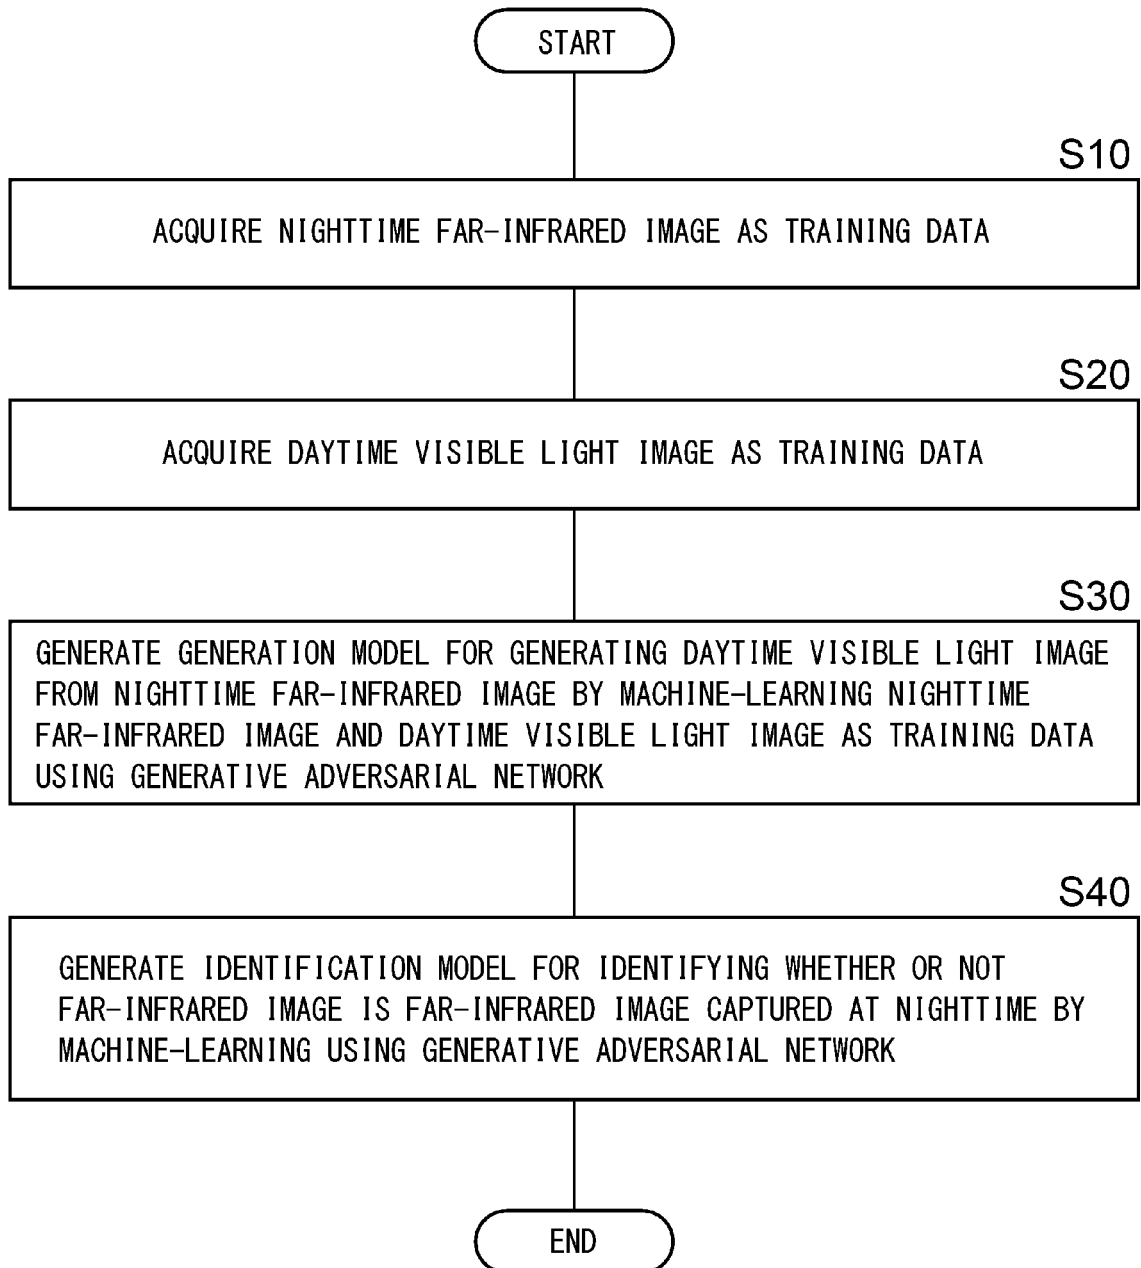 START
S10
ACQUIRE NIGHTTIME FAR-INFRARED IMAGE AS TRAINING DATA
S20
ACQUIRE DAYTIME VISIBLE LIGHT IMAGE AS TRAINING DATA
S30
GENERATE GENERATION MODEL FOR GENERATING DAYTIME VISIBLE LIGHT IMAGE
FROM NIGHTTIME FAR-INFRARED IMAGE BY MACHINE-LEARNING NIGHTTIME
FAR-INFRARED IMAGE AND DAYTIME VISIBLE LIGHT IMAGE AS TRAINING DATA
USING GENERATIVE ADVERSARIAL NETWORK
S40
GENERATE IDENTIFICATION MODEL FOR IDENTIFYING WHETHER OR NOT
FAR-INFRARED IMAGE IS FAR-INFRARED IMAGE CAPTURED AT NIGHTTIME BY
MACHINE-LEARNING USING GENERATIVE ADVERSARIAL NETWORK
END